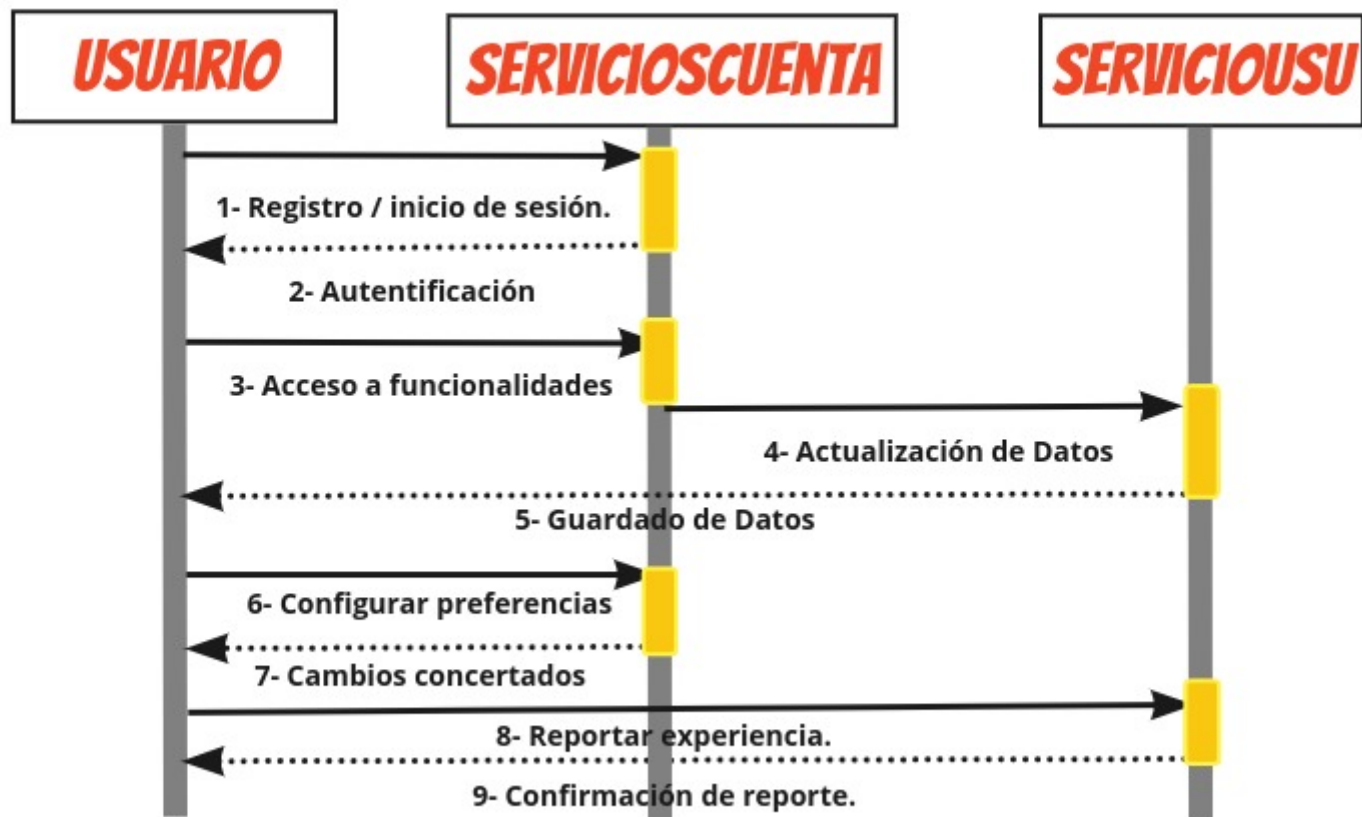 USUARIO
SERVICIOSCUENTA
SERVICIOUSU
1- Registro / inicio de sesión.
2- Autentificación
3- Acceso a funcionalidades
4- Actualización de Datos
5- Guardado de Datos
6- Configurar preferencias
7- Cambios concertados
8- Reportar experiencia.
9- Confirmación de reporte.